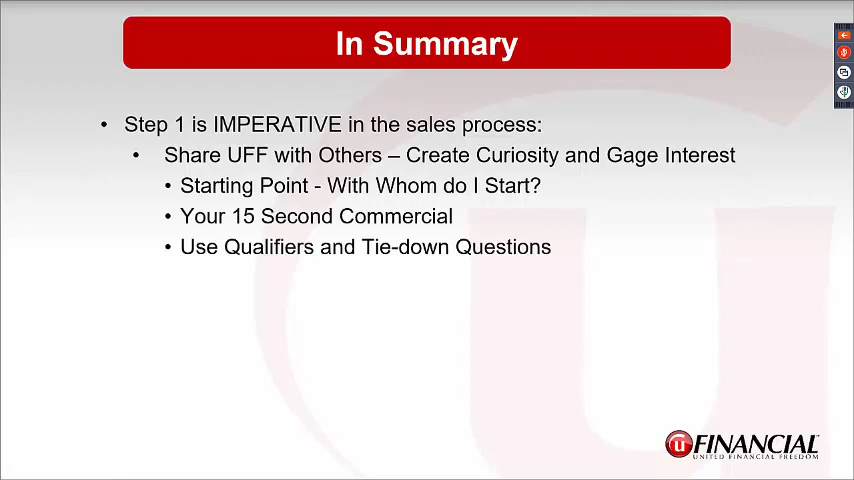 In Summary
• Step 1 is IMPERATIVE in the sales process:
• Share UFF with Others – Create Curiosity and Gage Interest
• Starting Point - With Whom do I Start?
• Your 15 Second Commercial
• Use Qualifiers and Tie-down Questions
u FINANCIAL™
UNITED FINANCIAL FREEDOM